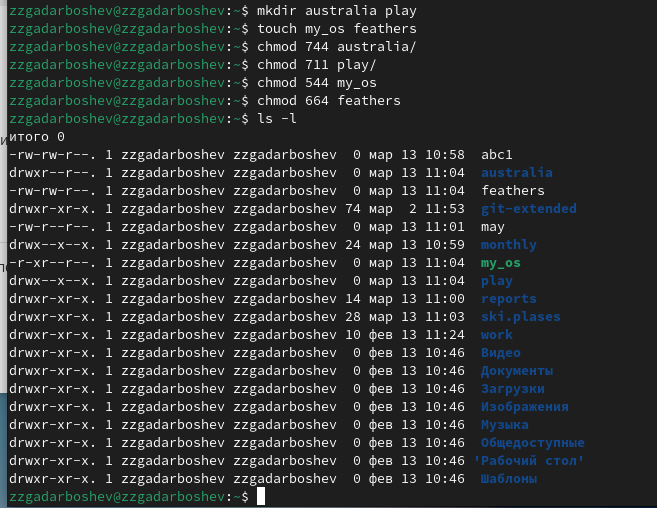 zzgadarboshev@zzgadarboshev:~$ mkdir australia play
zzgadarboshev@zzgadarboshev:~$ touch my_os feathers
zzgadarboshev@zzgadarboshev:~$ chmod 744 australia/
zzgadarboshev@zzgadarboshev:~$ chmod 711 play/
zzgadarboshev@zzgadarboshev:~$ chmod 544 my_os
zzgadarboshev@zzgadarboshev:~$ chmod 664 feathers
zzgadarboshev@zzgadarboshev:~$ ls -l
итого 0
-rw-rw-r--. 1 zzgadarboshev zzgadarboshev  0 мар 13 10:58  abc1
drwxr--r--. 1 zzgadarboshev zzgadarboshev  0 мар 13 11:04  australia
-rw-rw-r--. 1 zzgadarboshev zzgadarboshev  0 мар 13 11:04  feathers
drwxr-xr-x. 1 zzgadarboshev zzgadarboshev 74 мар  2 11:53  git-extended
-rw-r--r--. 1 zzgadarboshev zzgadarboshev  0 мар 13 11:01  may
drwx--x--x. 1 zzgadarboshev zzgadarboshev 24 мар 13 10:59  monthly
-r-xr--r--. 1 zzgadarboshev zzgadarboshev  0 мар 13 11:04  my_os
drwx--x--x. 1 zzgadarboshev zzgadarboshev  0 мар 13 11:04  play
drwxr-xr-x. 1 zzgadarboshev zzgadarboshev 14 мар 13 11:00  reports
drwxr-xr-x. 1 zzgadarboshev zzgadarboshev 28 мар 13 11:03  ski.plases
drwxr-xr-x. 1 zzgadarboshev zzgadarboshev 10 фев 13 11:24  work
drwxr-xr-x. 1 zzgadarboshev zzgadarboshev  0 фев 13 10:46  Видео
drwxr-xr-x. 1 zzgadarboshev zzgadarboshev  0 фев 13 10:46  Документы
drwxr-xr-x. 1 zzgadarboshev zzgadarboshev  0 фев 13 10:46  Загрузки
drwxr-xr-x. 1 zzgadarboshev zzgadarboshev  0 фев 13 10:46  Изображения
drwxr-xr-x. 1 zzgadarboshev zzgadarboshev  0 фев 13 10:46  Музыка
drwxr-xr-x. 1 zzgadarboshev zzgadarboshev  0 фев 13 10:46  Общедоступные
drwxr-xr-x. 1 zzgadarboshev zzgadarboshev  0 фев 13 10:46 'Рабочий стол'
drwxr-xr-x. 1 zzgadarboshev zzgadarboshev  0 фев 13 10:46  Шаблоны
zzgadarboshev@zzgadarboshev:~$